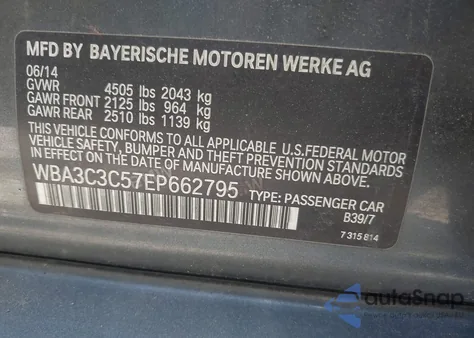 MFD BY BAYERISCHE MOTOREN WERKE AG
06/14
GVWR 4505 lbs 2043 kg
GAWR FRONT 2125 lbs 964 kg
GAWR REAR 2510 lbs 1139 kg
THIS VEHICLE CONFORMS TO ALL APPLICABLE U.S. FEDERAL MOTOR
VEHICLE SAFETY, BUMPER, AND THEFT PREVENTION STANDARDS
IN EFFECT ON THE DATE OF MANUFACTURE SHOWN ABOVE.
WBA3C3C57EP662795 TYPE: PASSENGER CAR
B39/7
7 315 814
autoSnap